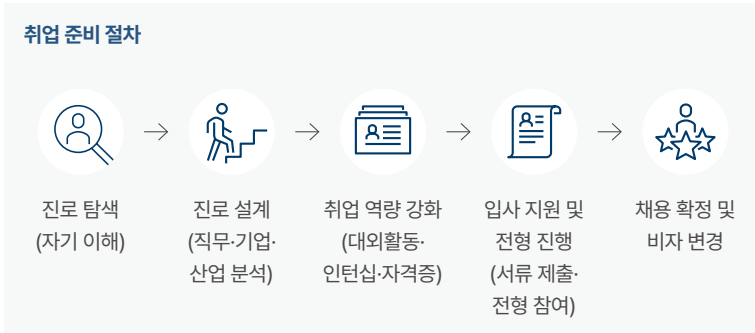 취업 준비 절차
진로 탐색
(자기 이해)
진로 설계
(직무·기업·
산업 분석)
취업 역량 강화
(대외활동·
인턴십·자격증)
입사 지원 및
전형 진행
(서류 제출·
전형 참여)
채용 확정 및
비자 변경